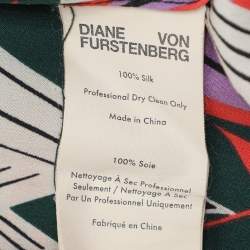 DIANE VON
FURSTENBERG
100% Silk
Professional Dry Clean Only
Made in China
100% Soie
Nettoyage À Sec Professionnel
Seulement / Nettoyage À Sec
Par Un Professionnel Uniquement
Fabriqué en Chine